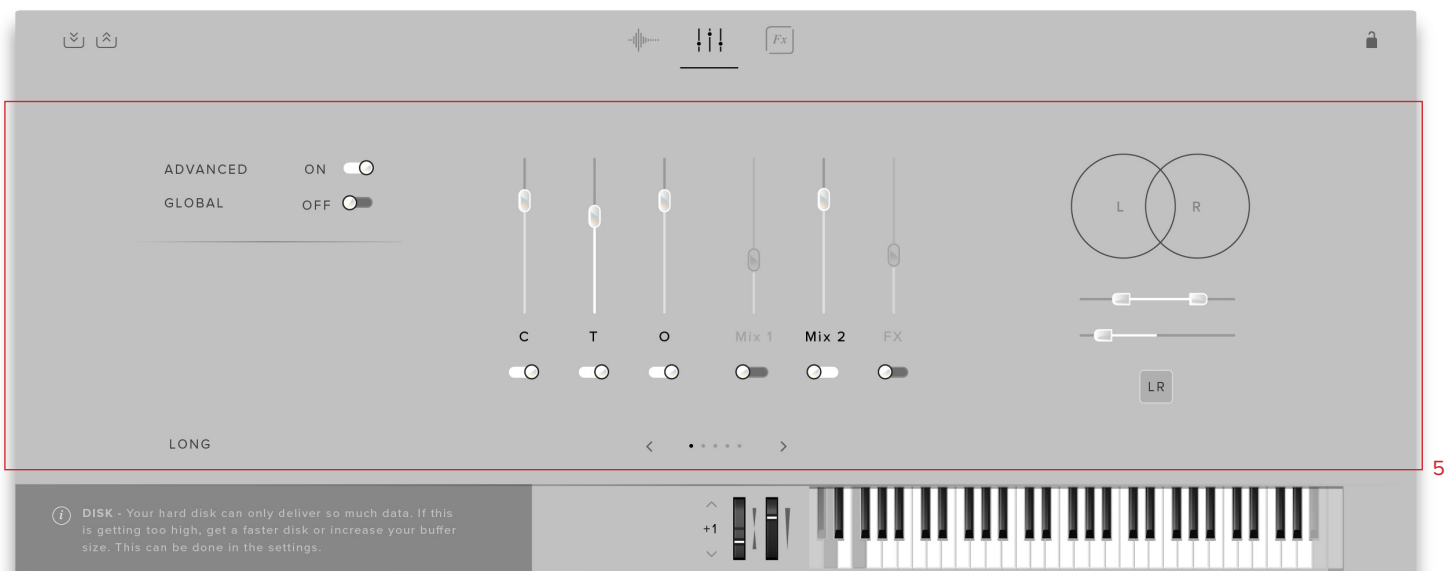 Fx
ADVANCED ON
GLOBAL OFF
L R
C T O Mix 1 Mix 2 FX
LR
LONG
5
i DISK - Your hard disk can only deliver so much data. If this
is getting too high, get a faster disk or increase your buffer
size. This can be done in the settings.
+1